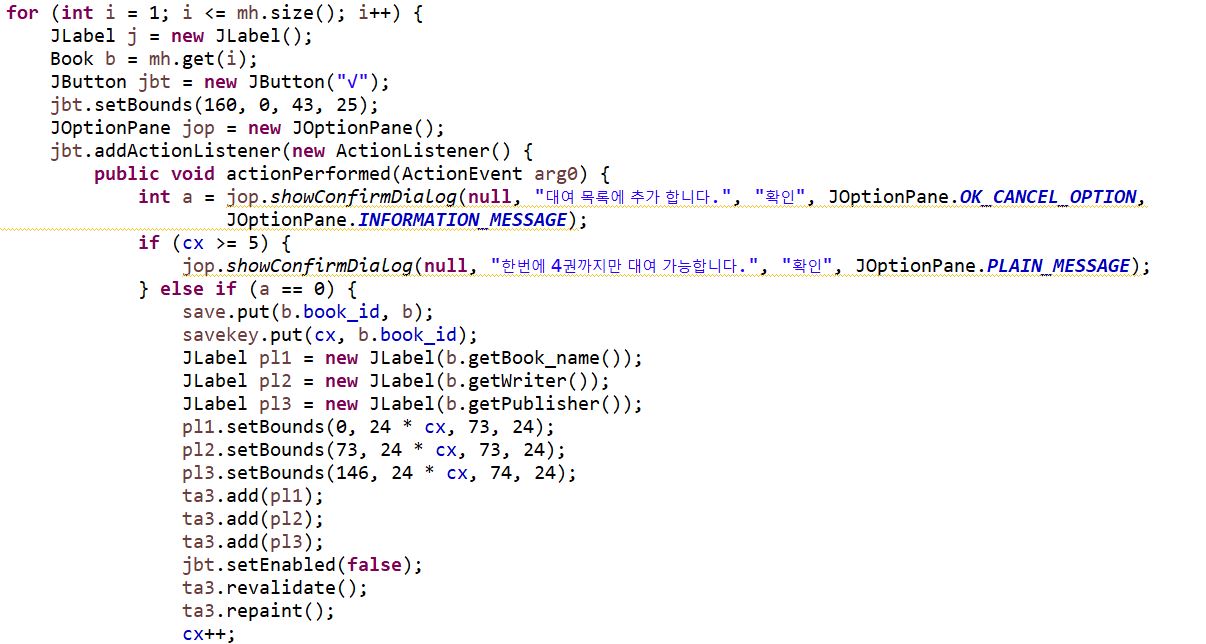 for (int i = 1; i <= mh.size(); i++) {
    JLabel j = new JLabel();
    Book b = mh.get(i);
    JButton jbt = new JButton("√");
    jbt.setBounds(160, 0, 43, 25);
    JOptionPane jop = new JOptionPane();
    jbt.addActionListener(new ActionListener() {
        public void actionPerformed(ActionEvent arg0) {
            int a = jop.showConfirmDialog(null, "대여 목록에 추가 합니다.", "확인", JOptionPane.OK_CANCEL_OPTION,
                    JOptionPane.INFORMATION_MESSAGE);
            if (cx >= 5) {
                jop.showConfirmDialog(null, "한번에 4권까지만 대여 가능합니다.", "확인", JOptionPane.PLAIN_MESSAGE);
            } else if (a == 0) {
                save.put(b.book_id, b);
                savekey.put(cx, b.book_id);
                JLabel pl1 = new JLabel(b.getBook_name());
                JLabel pl2 = new JLabel(b.getWriter());
                JLabel pl3 = new JLabel(b.getPublisher());
                pl1.setBounds(0, 24 * cx, 73, 24);
                pl2.setBounds(73, 24 * cx, 73, 24);
                pl3.setBounds(146, 24 * cx, 74, 24);
                ta3.add(pl1);
                ta3.add(pl2);
                ta3.add(pl3);
                jbt.setEnabled(false);
                ta3.revalidate();
                ta3.repaint();
                cx++;